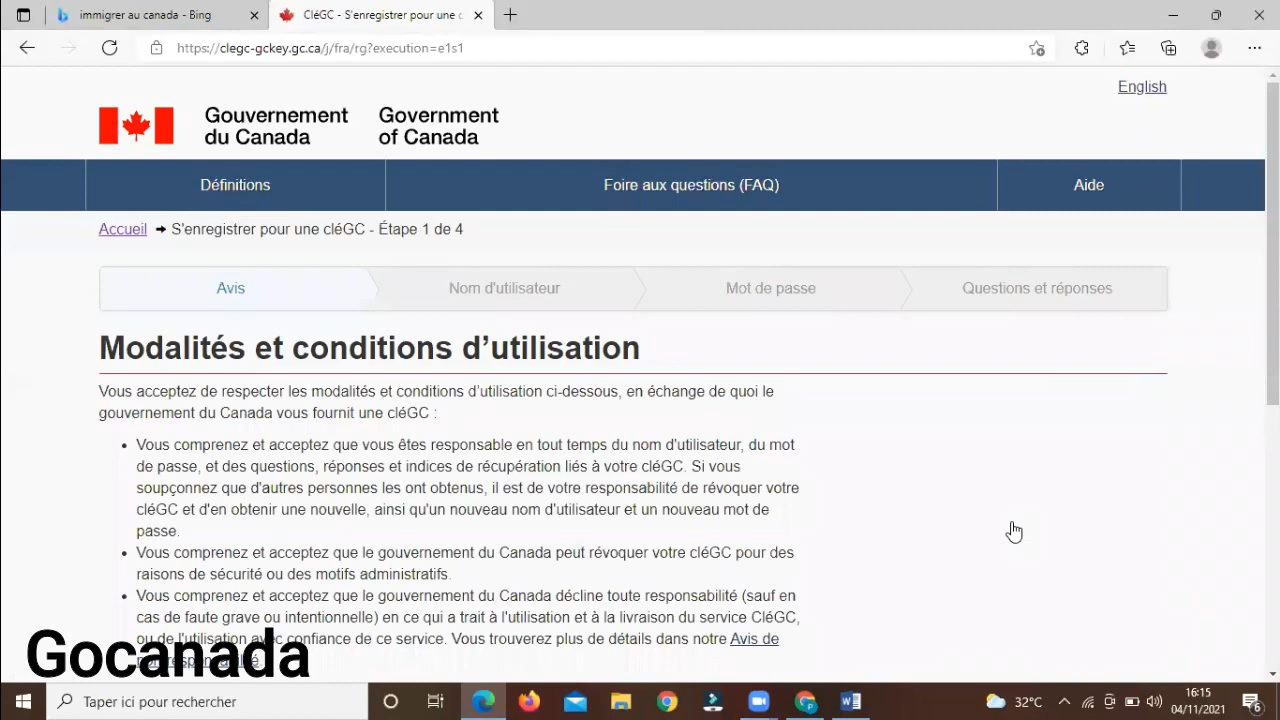 immigrer au canada - Bing
CléGC - S'enregistrer pour une c
https://clegc-gckey.gc.ca/j/fra/rg?execution=e1s1
English
Gouvernement du Canada
Government of Canada
Définitions
Foire aux questions (FAQ)
Aide
Accueil → S'enregistrer pour une cléGC - Étape 1 de 4
Avis
Nom d'utilisateur
Mot de passe
Questions et réponses
Modalités et conditions d’utilisation
Vous acceptez de respecter les modalités et conditions d’utilisation ci-dessous, en échange de quoi le
gouvernement du Canada vous fournit une cléGC :
• Vous comprenez et acceptez que vous êtes responsable en tout temps du nom d'utilisateur, du mot
de passe, et des questions, réponses et indices de récupération liés à votre cléGC. Si vous
soupçonnez que d'autres personnes les ont obtenus, il est de votre responsabilité de révoquer votre
cléGC et d'en obtenir une nouvelle, ainsi qu'un nouveau nom d'utilisateur et un nouveau mot de
passe.
• Vous comprenez et acceptez que le gouvernement du Canada peut révoquer votre cléGC pour des
raisons de sécurité ou des motifs administratifs.
• Vous comprenez et acceptez que le gouvernement du Canada décline toute responsabilité (sauf en
cas de faute grave ou intentionnelle) en ce qui a trait à l'utilisation et à la livraison du service CléGC,
ou de l'utilisation avec confiance de ce service. Vous trouverez plus de détails dans notre Avis de
Gocanada
Taper ici pour rechercher
32°C
16:15
04/11/2021
6